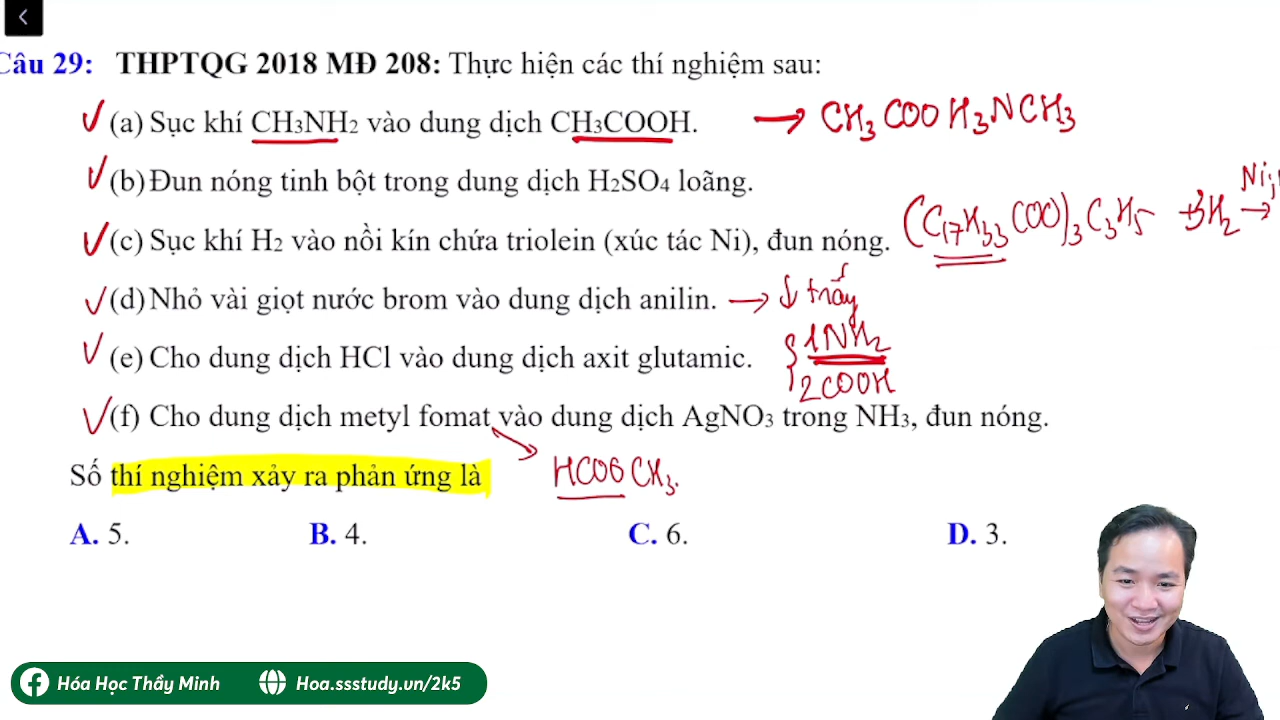 Câu 29: THPTQG 2018 MĐ 208: Thực hiện các thí nghiệm sau:
(a) Sục khí CH3NH2 vào dung dịch CH3COOH. → CH3COOH3NCH3
(b) Đun nóng tinh bột trong dung dịch H2SO4 loãng.
(c) Sục khí H2 vào nồi kín chứa triolein (xúc tác Ni), đun nóng. (C17H33COO)3C3H5 + 3H2 → Ni,
(d) Nhỏ vài giọt nước brom vào dung dịch anilin. → ↓ trắng
(e) Cho dung dịch HCl vào dung dịch axit glutamic. { 1NH2
2COOH
(f) Cho dung dịch metyl fomat vào dung dịch AgNO3 trong NH3, đun nóng.
Số thí nghiệm xảy ra phản ứng là HCOOCH3.
A. 5. B. 4. C. 6. D. 3.
Hóa Học Thầy Minh Hoa.ssstudy.vn/2k5